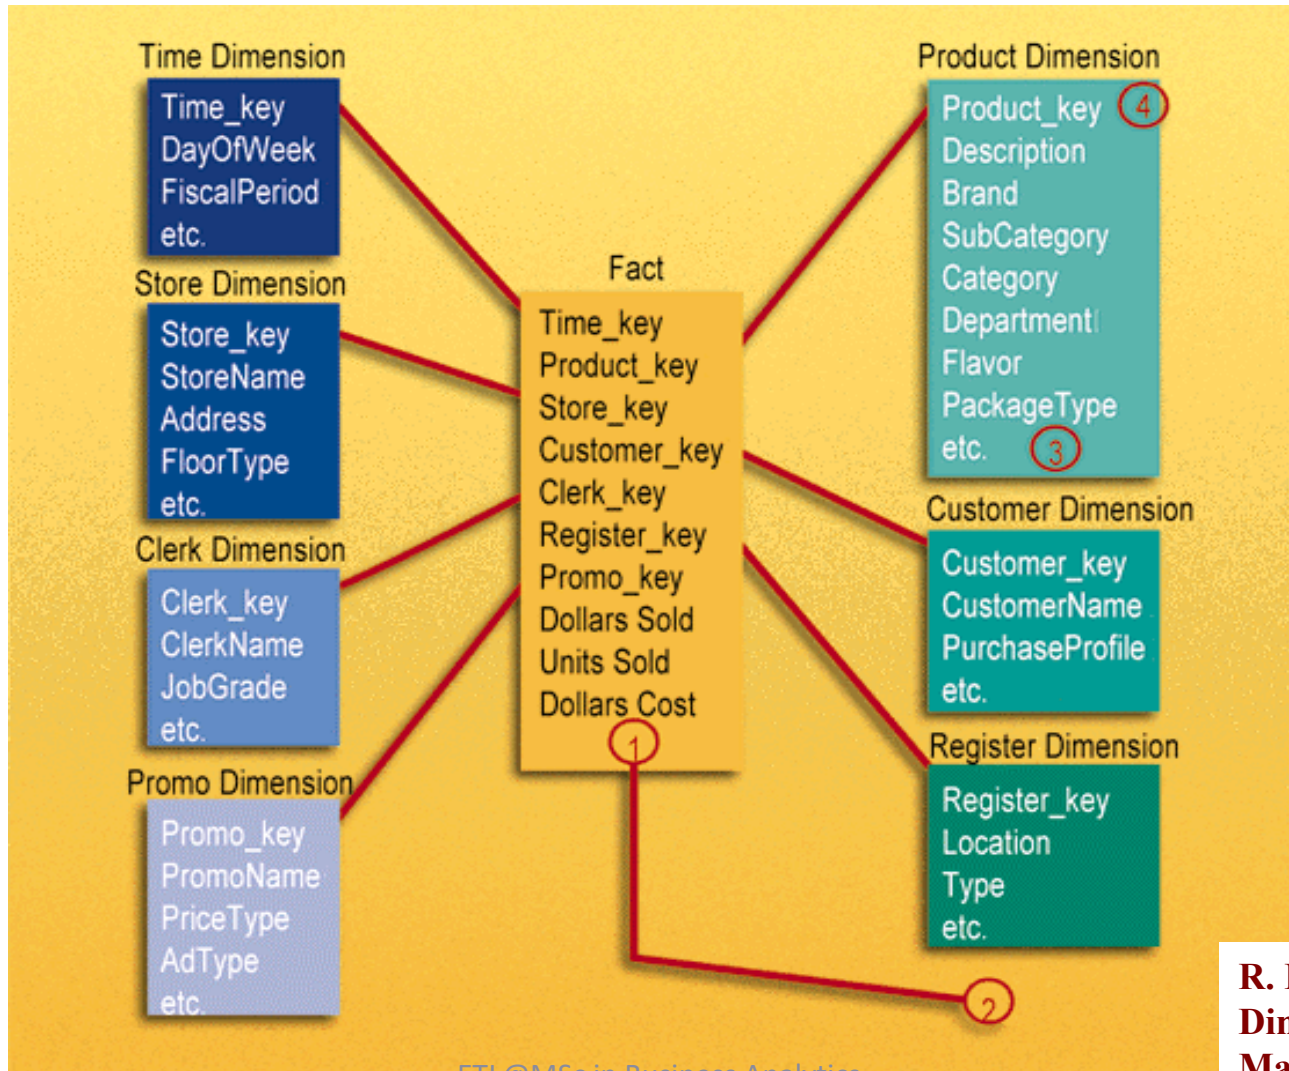 Time Dimension
Time_key
DayOfWeek
FiscalPeriod
etc.
Store Dimension
Store_key
StoreName
Address
FloorType
etc.
Clerk Dimension
Clerk_key
ClerkName
JobGrade
etc.
Promo Dimension
Promo_key
PromoName
PriceType
AdType
etc.
Fact
Time_key
Product_key
Store_key
Customer_key
Clerk_key
Register_key
Promo_key
Dollars Sold
Units Sold
Dollars Cost
1
2
Product Dimension
Product_key 4
Description
Brand
SubCategory
Category
Department
Flavor
PackageType
etc. 3
Customer Dimension
Customer_key
CustomerName
PurchaseProfile
etc.
Register Dimension
Register_key
Location
Type
etc.
R.
in Business Analytics